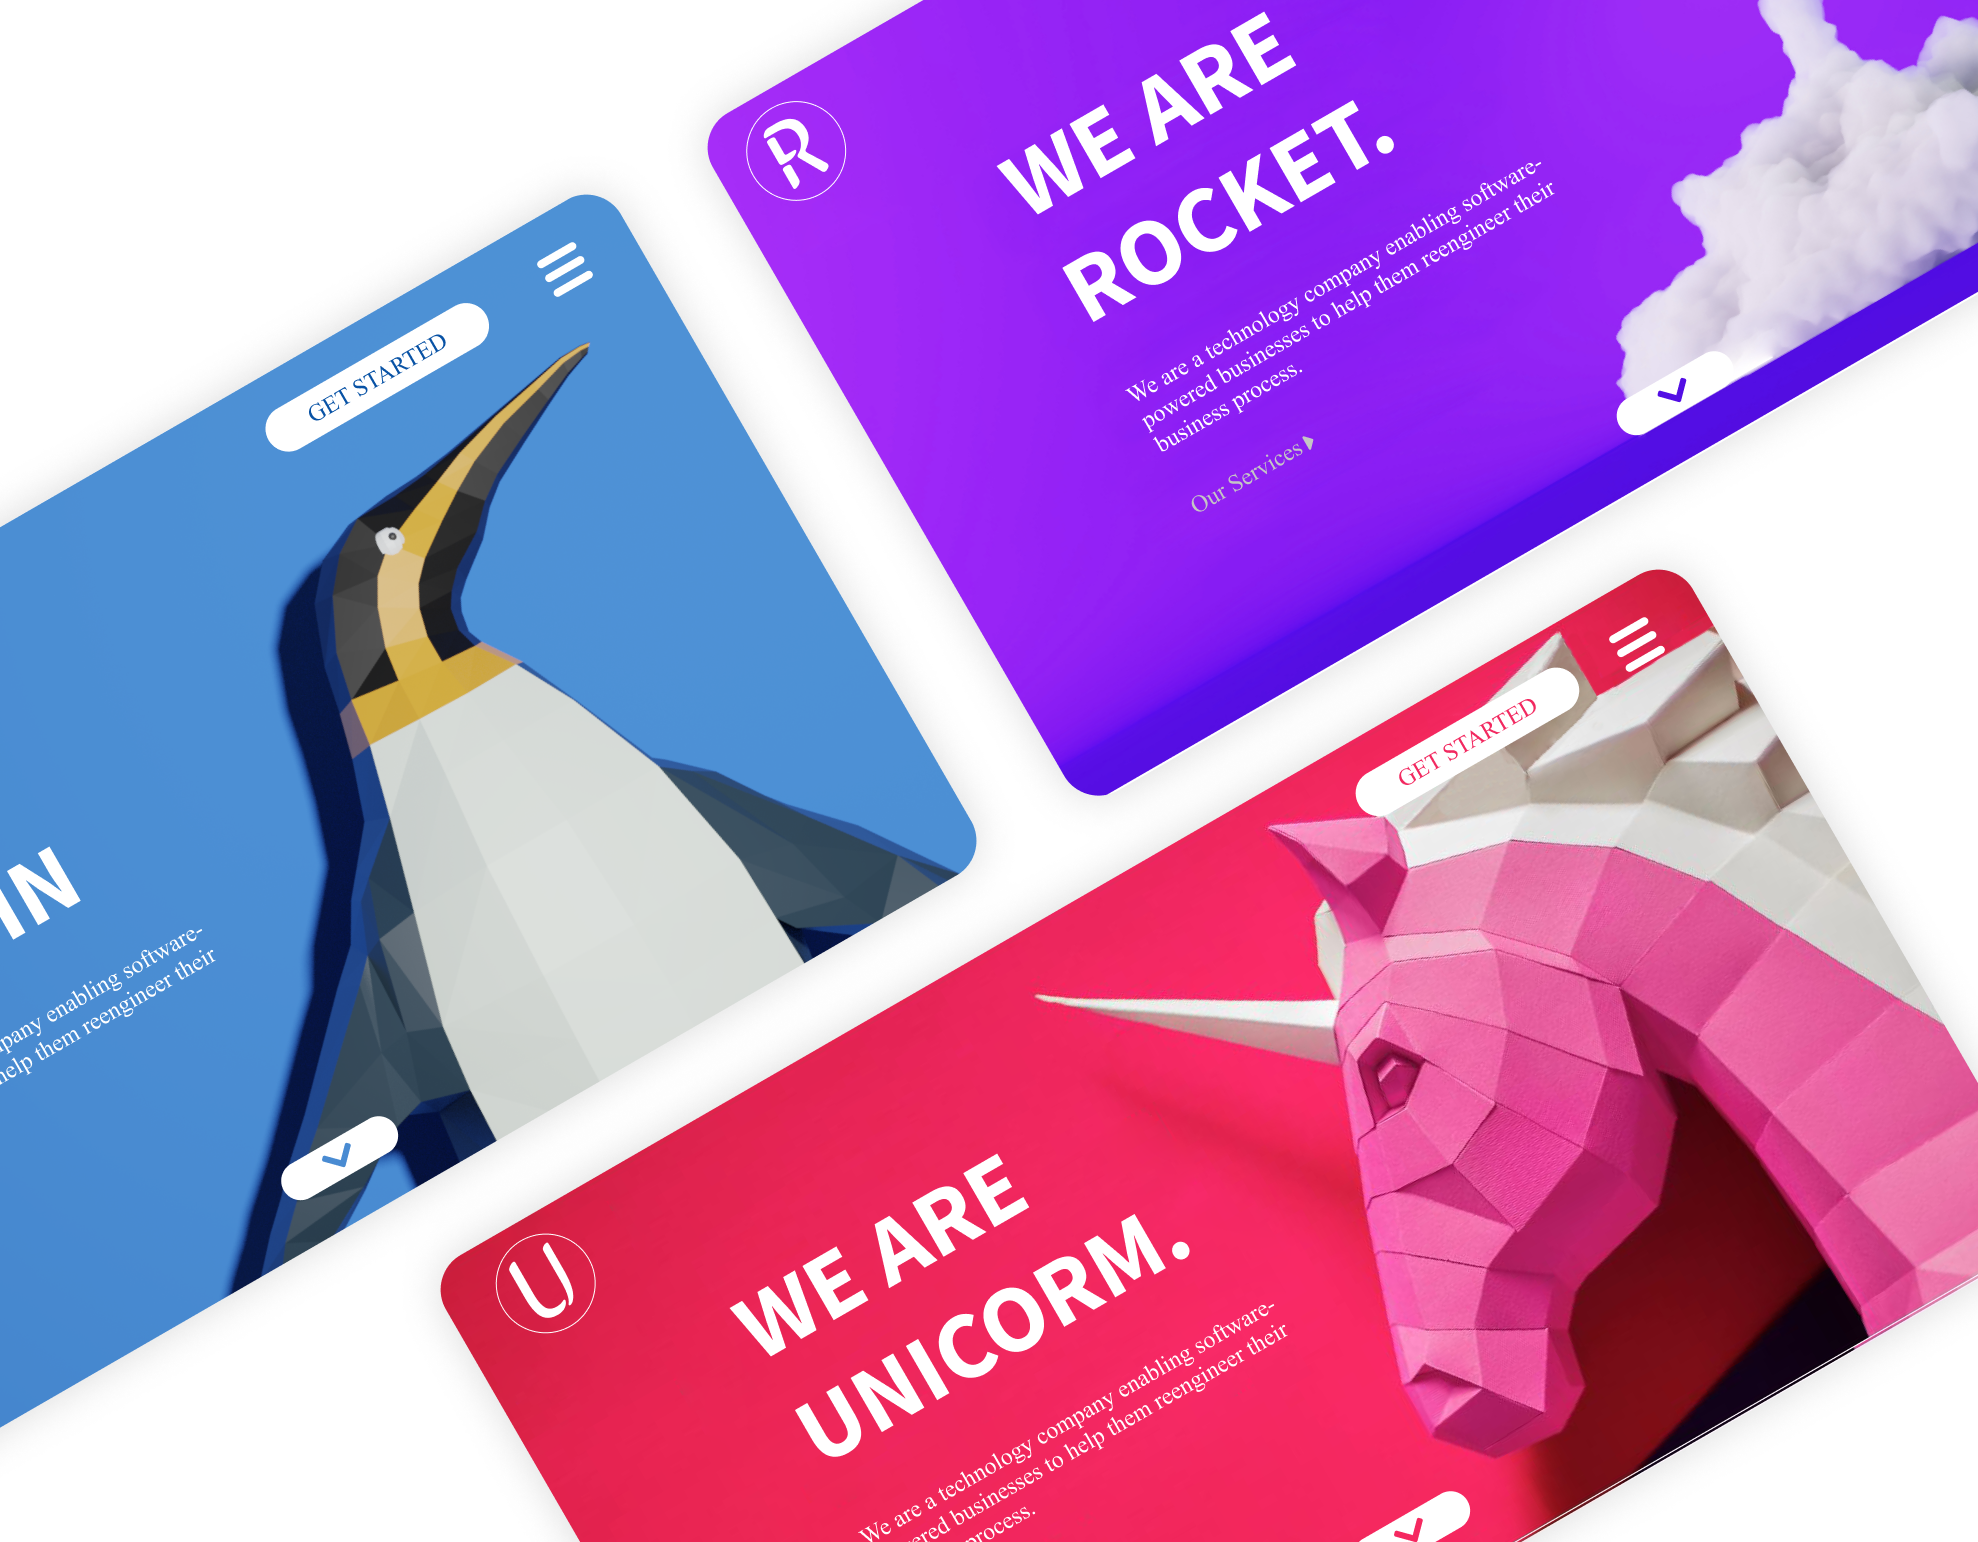 R
WE ARE
ROCKET.
We are a technology company enabling software-
powered businesses to help them reengineer their
business process.
Our Services
GET STARTED
IN
enabling software-
help them reengineer their
GET STARTED
U
WE ARE
UNICORM.
We are a technology company enabling software-
businesses to help them reengineer their
process.